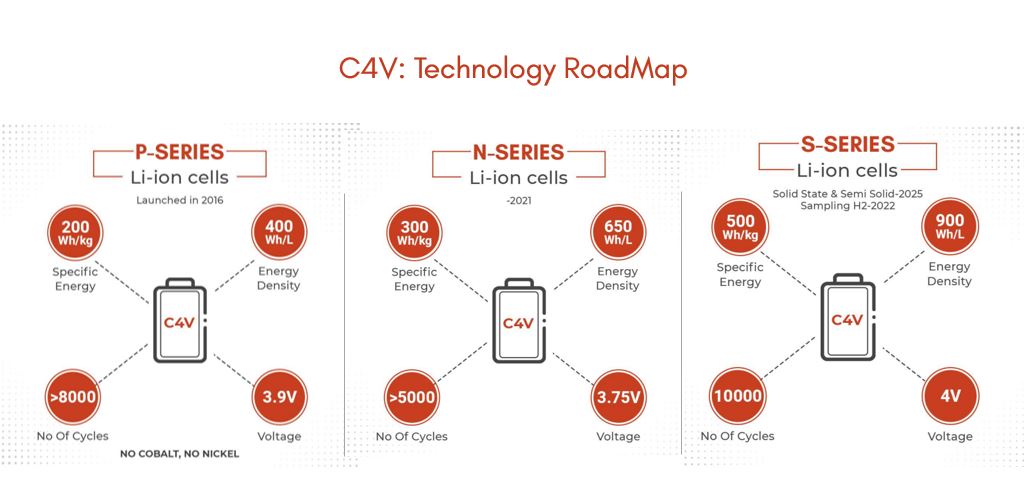 C4V: Technology RoadMap
P-SERIES
Li-ion cells
Launched in 2016
200
Wh/kg
Specific
Energy
400
Wh/L
Energy
Density
C4V
>8000
No Of Cycles
3.9V
Voltage
NO COBALT, NO NICKEL
N-SERIES
Li-ion cells
-2021
300
Wh/kg
Specific
Energy
650
Wh/L
Energy
Density
C4V
>5000
No Of Cycles
3.75V
Voltage
S-SERIES
Li-ion cells
Solid State & Semi Solid-2025
Sampling H2-2022
500
Wh/kg
Specific
Energy
900
Wh/L
Energy
Density
C4V
10000
No Of Cycles
4V
Voltage